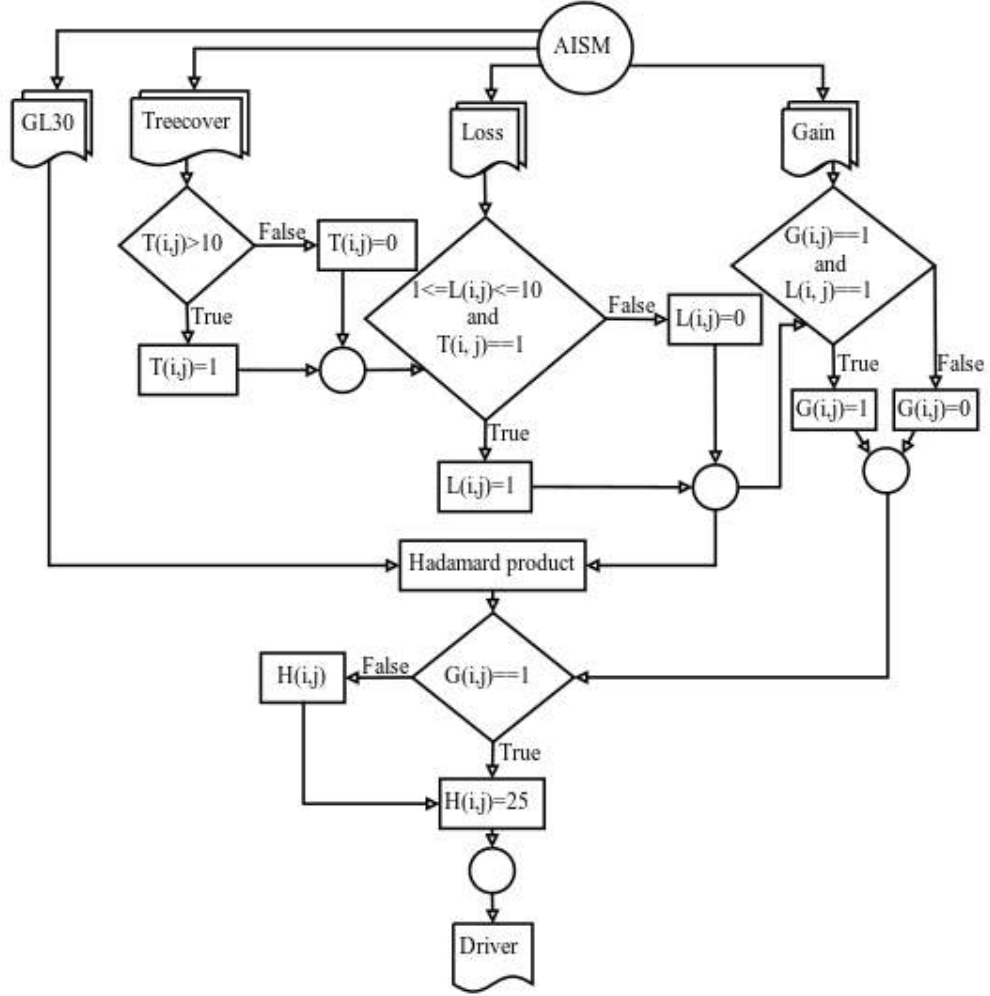 AISM
GL30
Treecover
Loss
Gain
T(i,j)>10
False
T(i,j)=0
True
T(i,j)=1
1<=L(i,j)<=10
and
T(i, j)==1
False
L(i,j)=0
True
L(i,j)=1
G(i,j)==1
and
L(i, j)==1
True
False
G(i,j)=1
G(i,j)=0
Hadamard product
G(i,j)==1
False
H(i,j)
True
H(i,j)=25
Driver